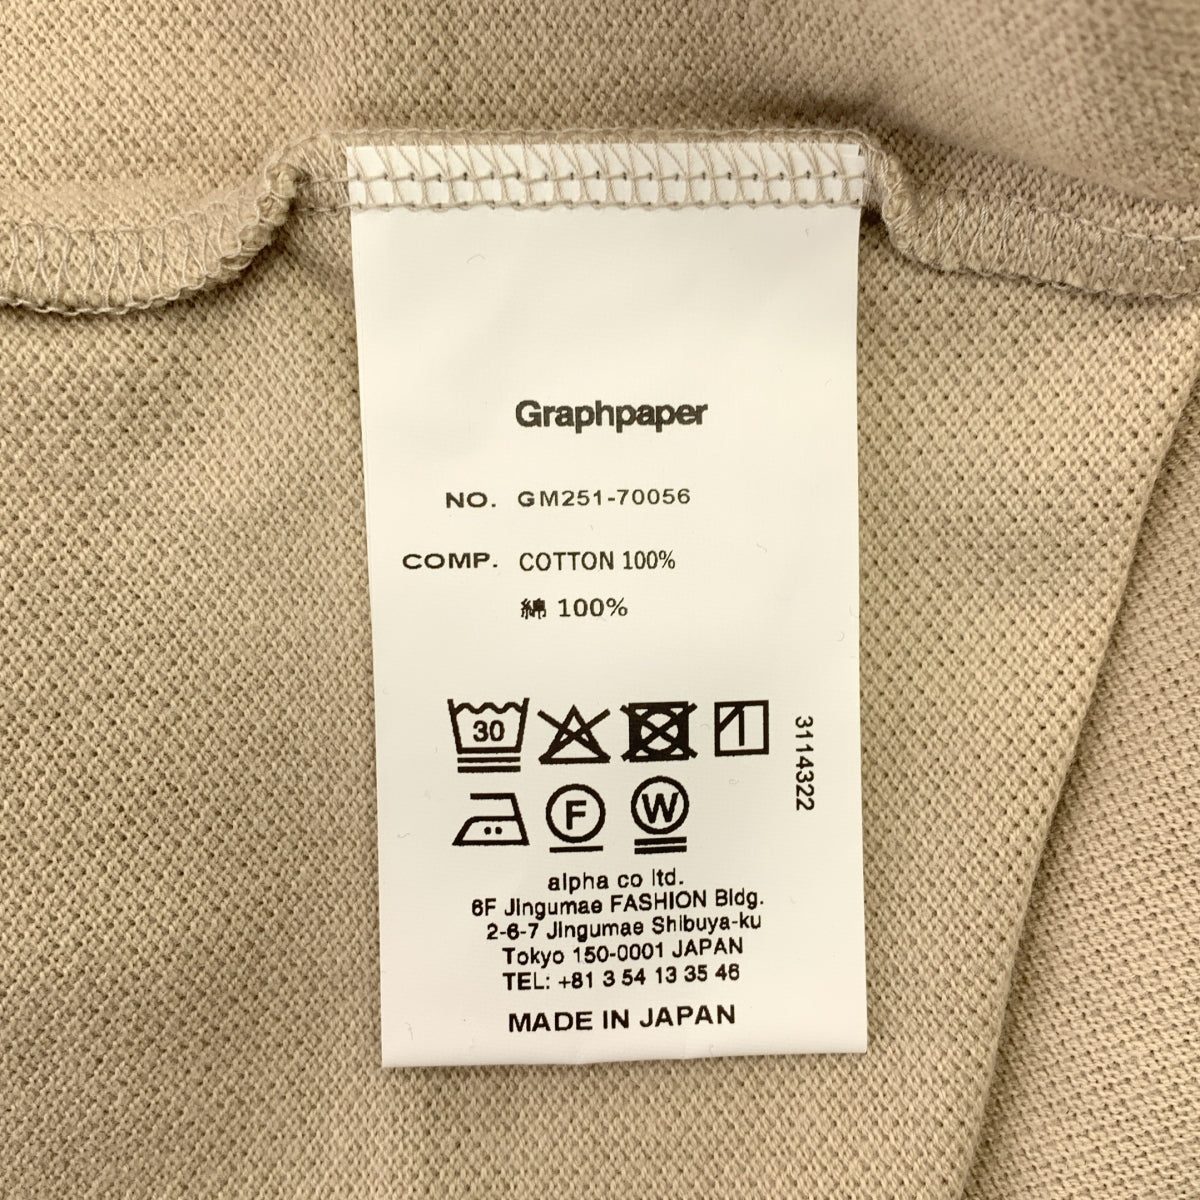 Graphpaper
NO. GM251-70056
COMP. COTTON 100%
綿 100%
30
3114322
F
W
alpha co ltd.
6F Jingumae FASHION Bldg.
2-6-7 Jingumae Shibuya-ku
Tokyo 150-0001 JAPAN
TEL: +81 3 54 13 35 46
MADE IN JAPAN